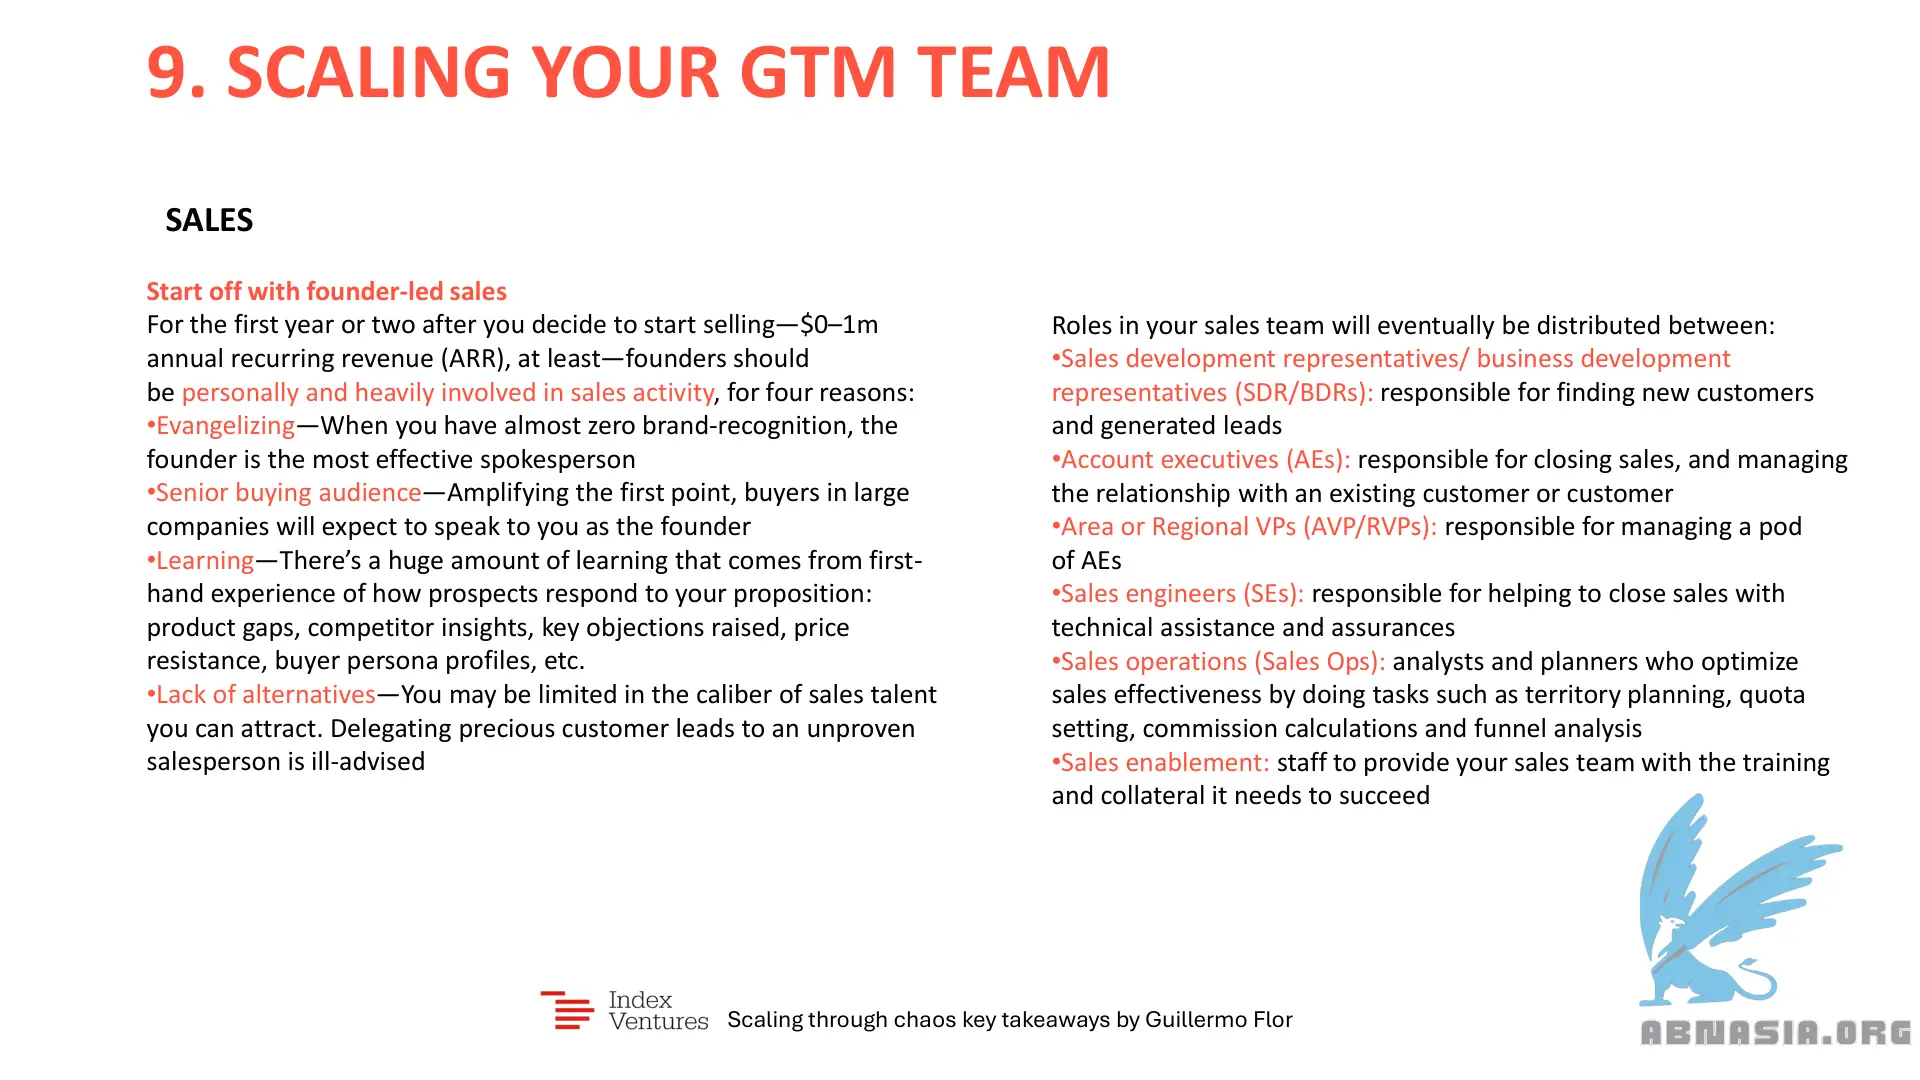 9. SCALING YOUR GTM TEAM
SALES
Start off with founder-led sales
For the first year or two after you decide to start selling—$0–1m
annual recurring revenue (ARR), at least—founders should
be personally and heavily involved in sales activity, for four reasons:
•Evangelizing—When you have almost zero brand-recognition, the
founder is the most effective spokesperson
•Senior buying audience—Amplifying the first point, buyers in large
companies will expect to speak to you as the founder
•Learning—There’s a huge amount of learning that comes from first-
hand experience of how prospects respond to your proposition:
product gaps, competitor insights, key objections raised, price
resistance, buyer persona profiles, etc.
•Lack of alternatives—You may be limited in the caliber of sales talent
you can attract. Delegating precious customer leads to an unproven
salesperson is ill-advised
Roles in your sales team will eventually be distributed between:
•Sales development representatives/ business development
representatives (SDR/BDRs): responsible for finding new customers
and generated leads
•Account executives (AEs): responsible for closing sales, and managing
the relationship with an existing customer or customer
•Area or Regional VPs (AVP/RVPs): responsible for managing a pod
of AEs
•Sales engineers (SEs): responsible for helping to close sales with
technical assistance and assurances
•Sales operations (Sales Ops): analysts and planners who optimize
sales effectiveness by doing tasks such as territory planning, quota
setting, commission calculations and funnel analysis
•Sales enablement: staff to provide your sales team with the training
and collateral it needs to succeed
Index
Ventures
Scaling through chaos key takeaways by Guillermo Flor
ABNASIA.ORG